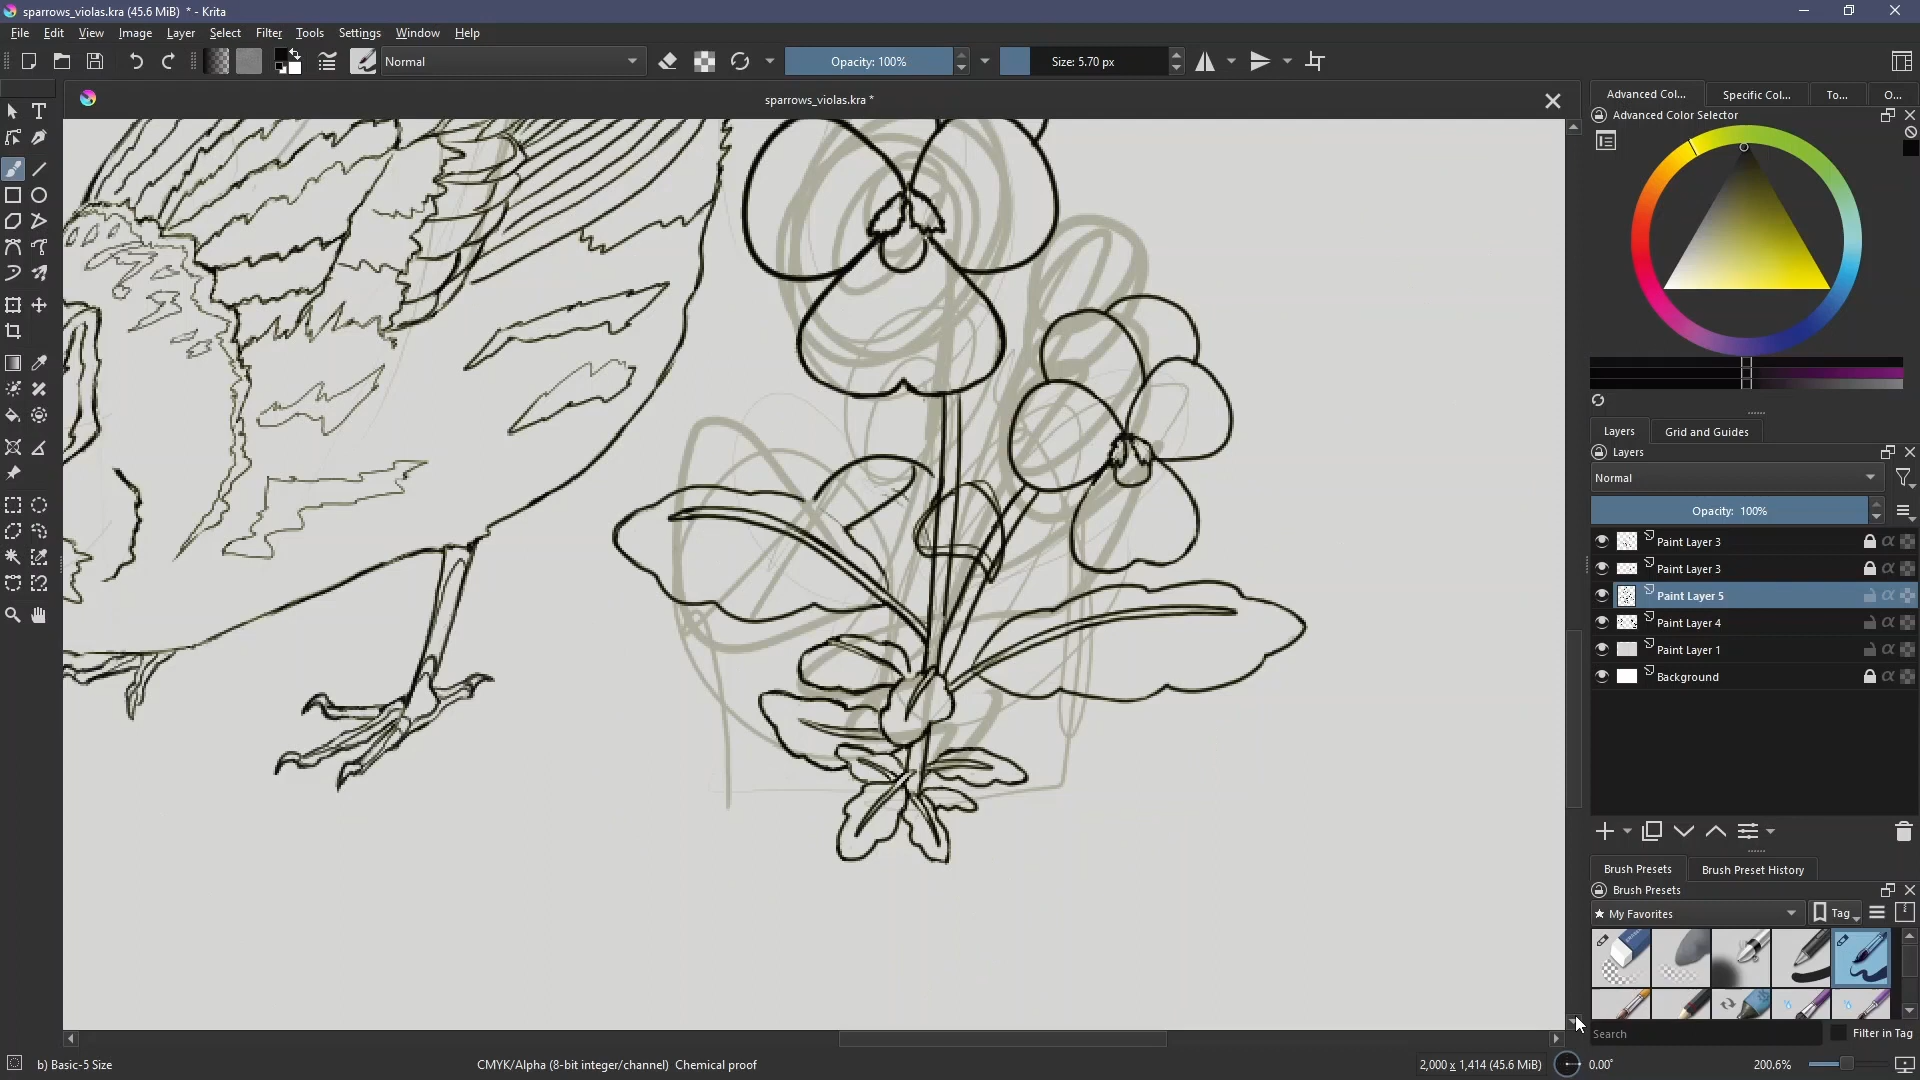 sparrows_violas.kra (45.6 MiB) * - Krita
File Edit View Image Layer Select Filter Tools Settings Window Help
Normal
Opacity: 100%
Size: 5.70 px
sparrows_violas.kra *
Advanced Col... Specific Col... To... O...
Advanced Color Selector
Layers Grid and Guides
Layers
Normal
Opacity: 100%
Paint Layer 3
Paint Layer 3
Paint Layer 5
Paint Layer 4
Paint Layer 1
Background
Brush Presets Brush Preset History
Brush Presets
★ My Favorites Tag
Search Filter in Tag
b) Basic-5 Size
CMYK/Alpha (8-bit integer/channel) Chemical proof
2,000 x 1,414 (45.6 MiB)
0.00°
200.6%